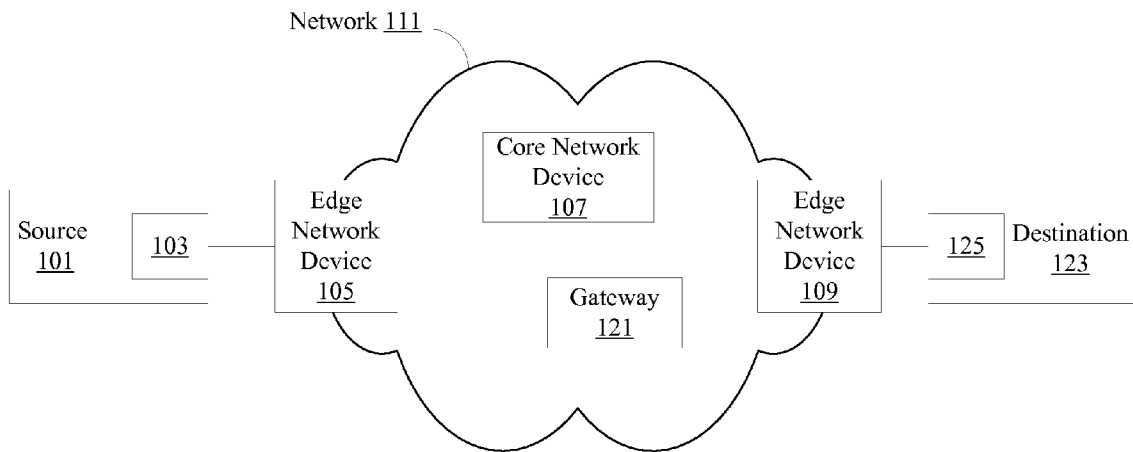 Network 111
Core Network
Device
107
Source
101
103
Edge
Network
Device
105
Gateway
121
Edge
Network
Device
109
125
Destination
123